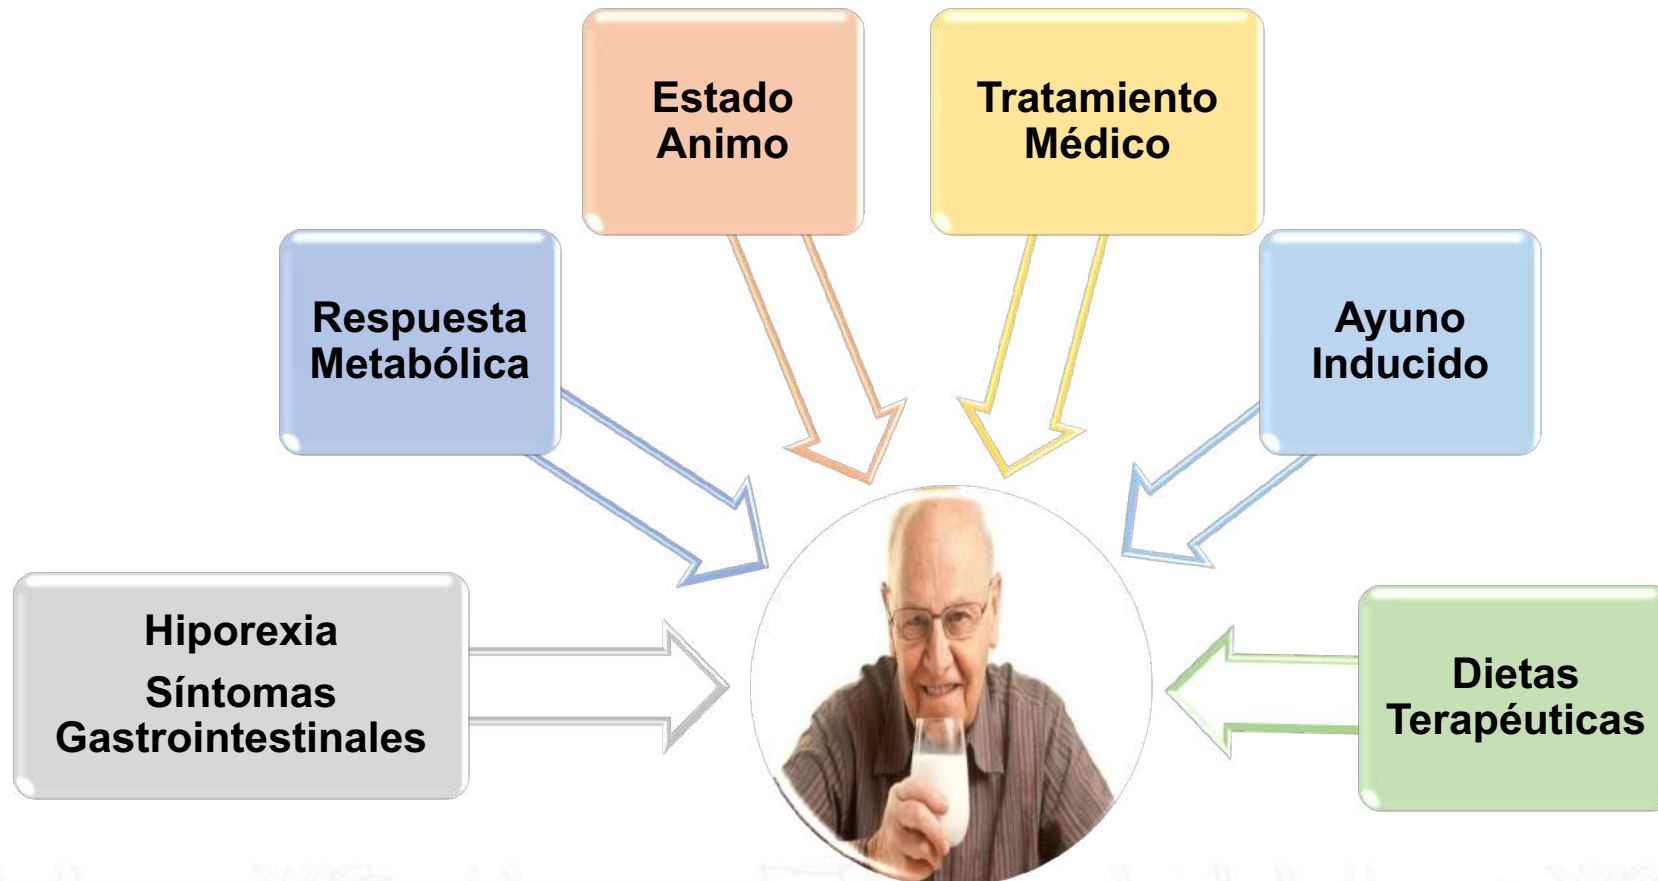 Estado
Animo
Tratamiento
Médico
Respuesta
Metabólica
Ayuno
Inducido
Hiporexia
Síntomas
Gastrointestinales
Dietas
Terapéuticas